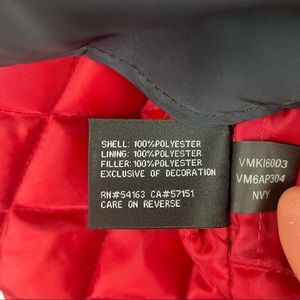 SHELL: 100%POLYESTER
LINING: 100%POLYESTER
FILLER: 100%POLYESTER
EXCLUSIVE OF DECORATION
RN#54163 CA#57151
CARE ON REVERSE
VMKI6003
VM6AP304
NVY